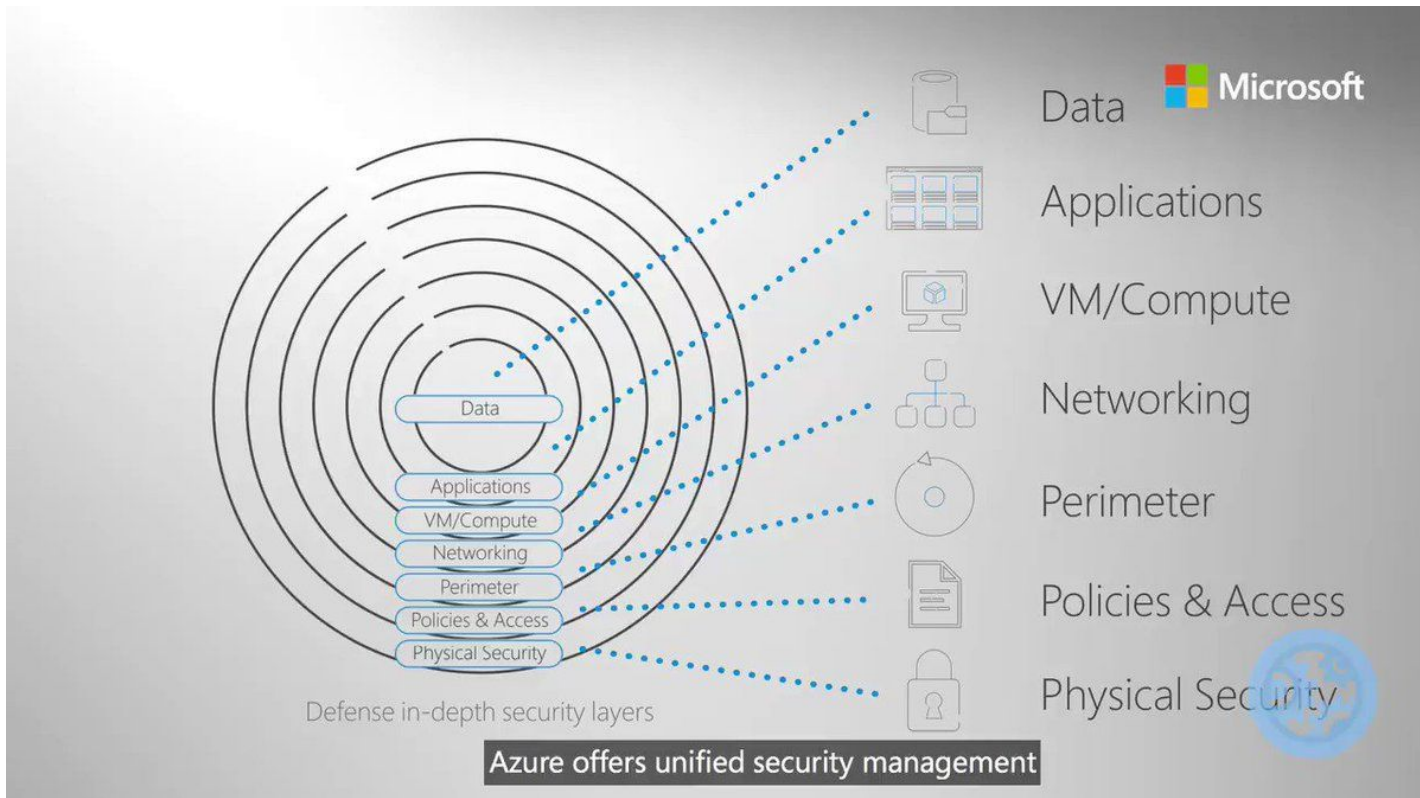 Microsoft
Data
Applications
VM/Compute
Networking
Perimeter
Policies & Access
Physical Security
Data
Applications
VM/Compute
Networking
Perimeter
Policies & Access
Physical Security
Defense in-depth security layers
Azure offers unified security management